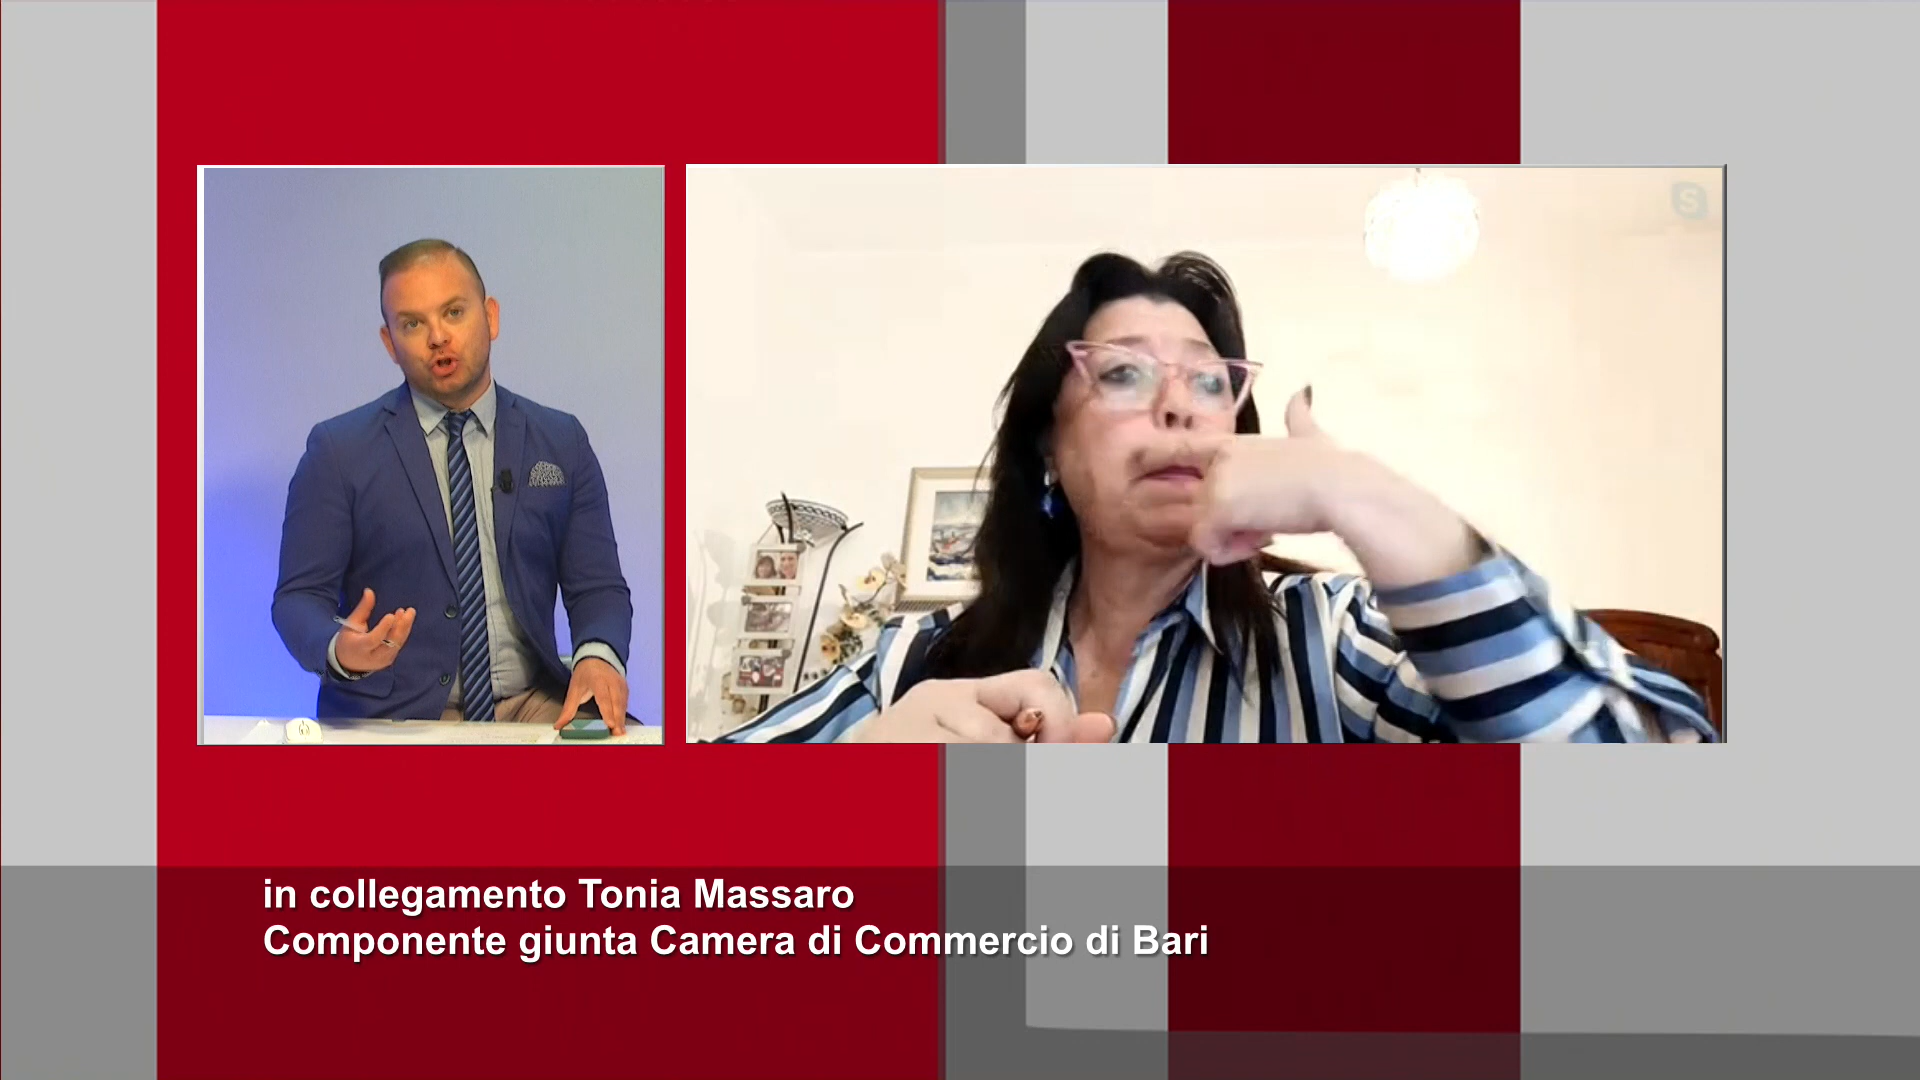 in collegamento Tonia Massaro
Componente giunta Camera di Commercio di Bari